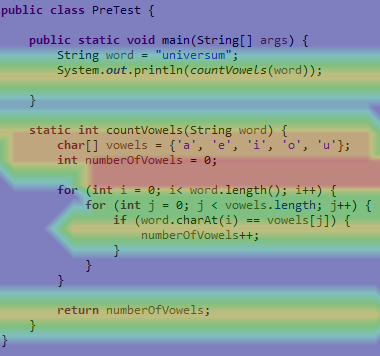 public class PreTest {
public static void main(String[] args) {
String word = "universum";
System.out.println(countVowels(word));
}
static int countVowels(String word) {
char[] vowels = {'a', 'e', 'i', 'o', 'u'};
int numberOfVowels = 0;
for (int i = 0; i< word.length(); i++) {
for (int j = 0; j < vowels.length; j++) {
if (word.charAt(i) == vowels[j]) {
numberOfVowels++;
}
}
}
return numberOfVowels;
}
}